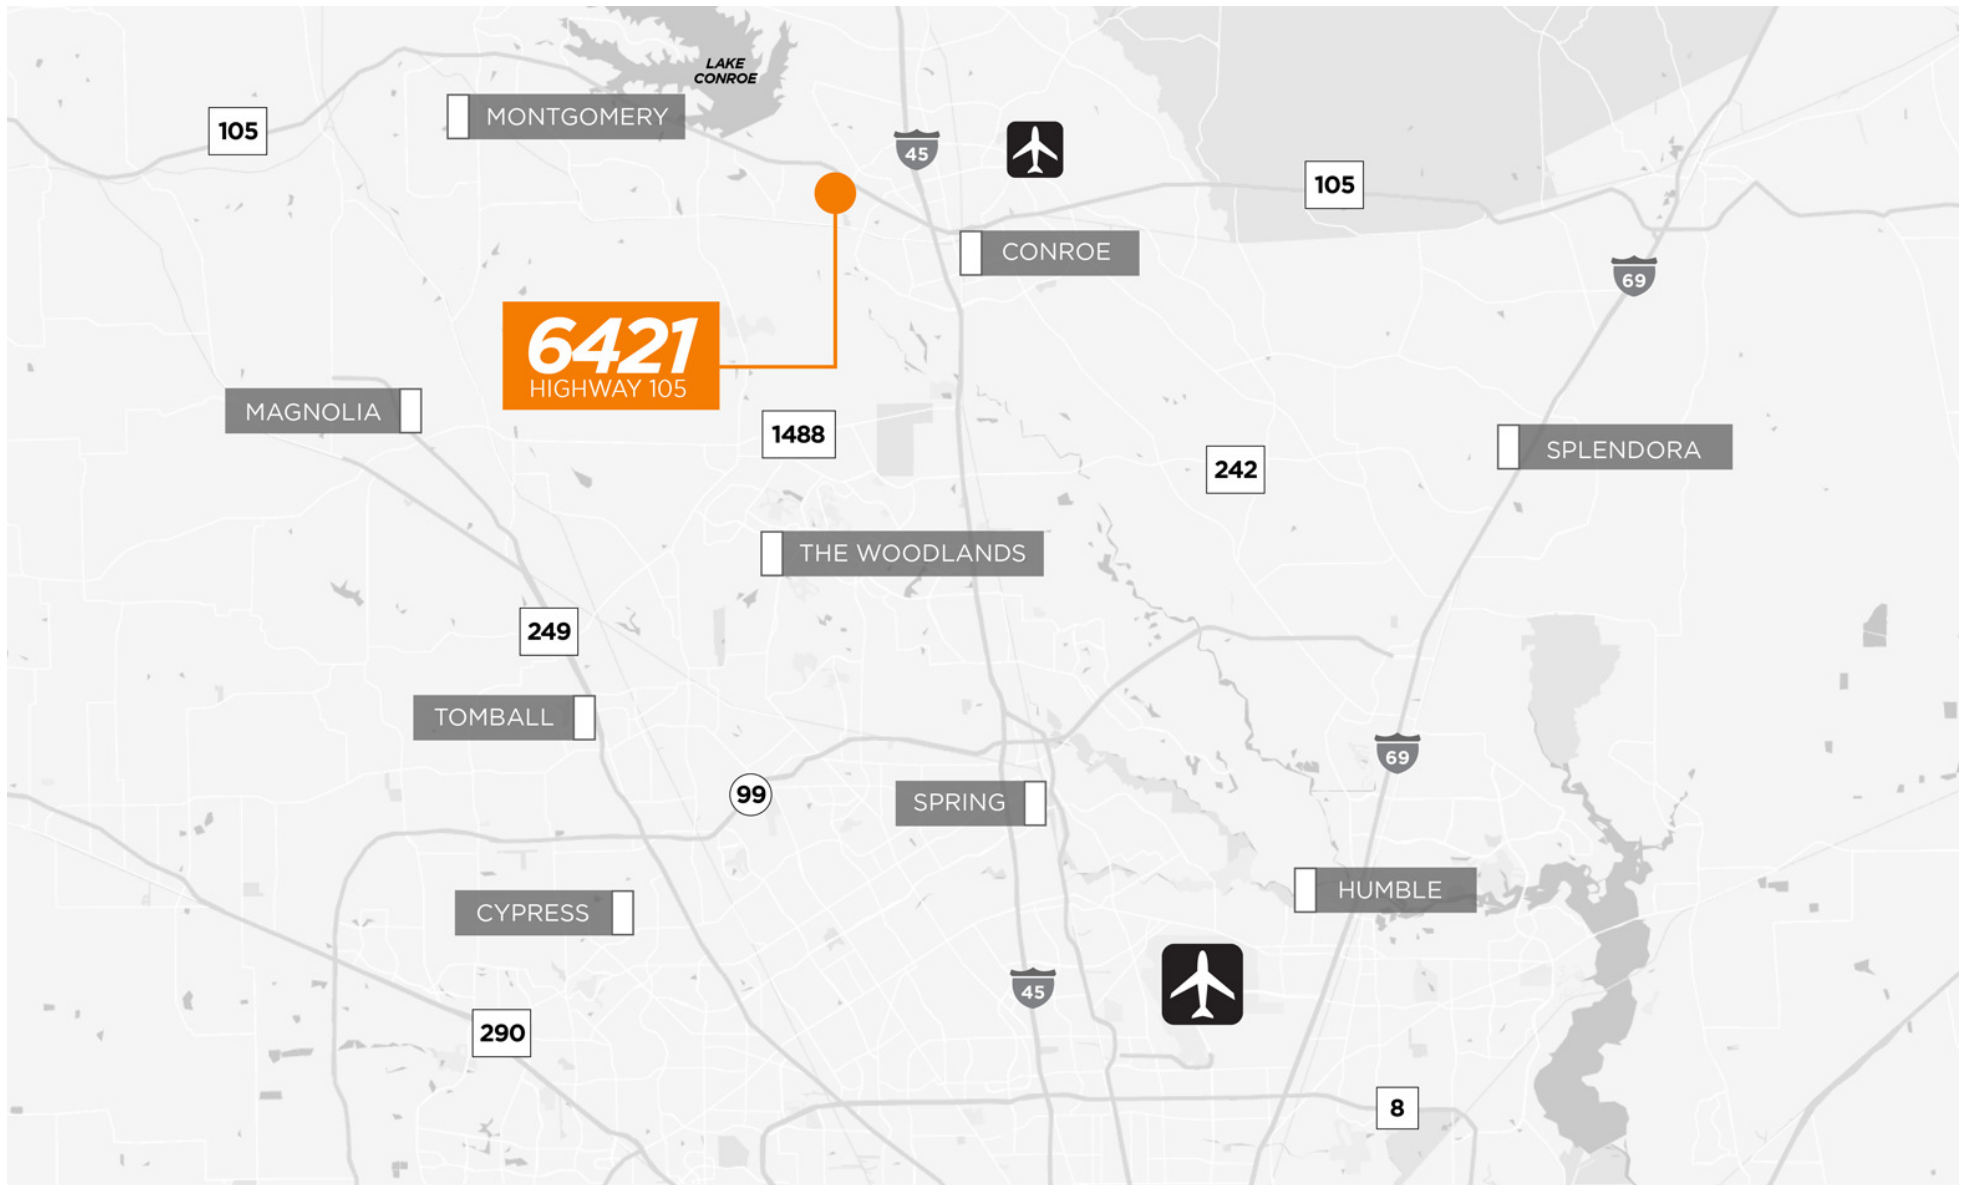 LAKE
CONROE
MONTGOMERY
105
45
105
CONROE
69
6421
HIGHWAY 105
MAGNOLIA
1488
242
SPLENDORA
THE WOODLANDS
249
TOMBALL
69
99
SPRING
HUMBLE
CYPRESS
45
290
8